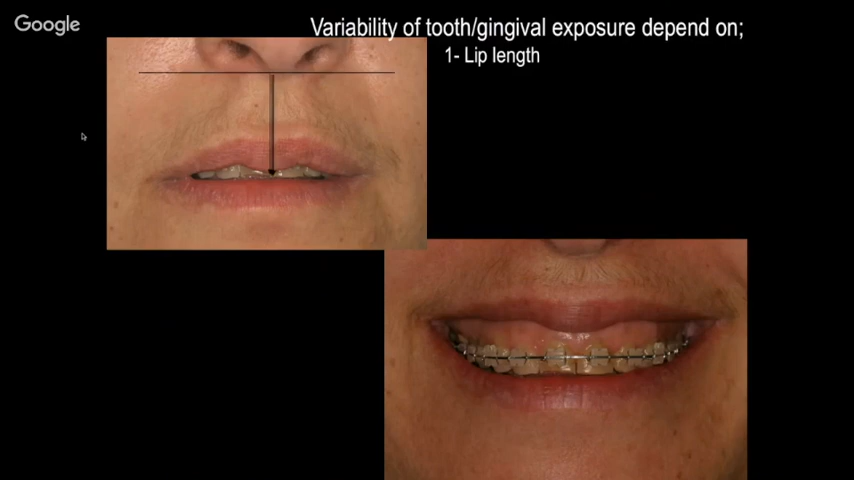 Google
Variability of tooth/gingival exposure depend on;
1- Lip length